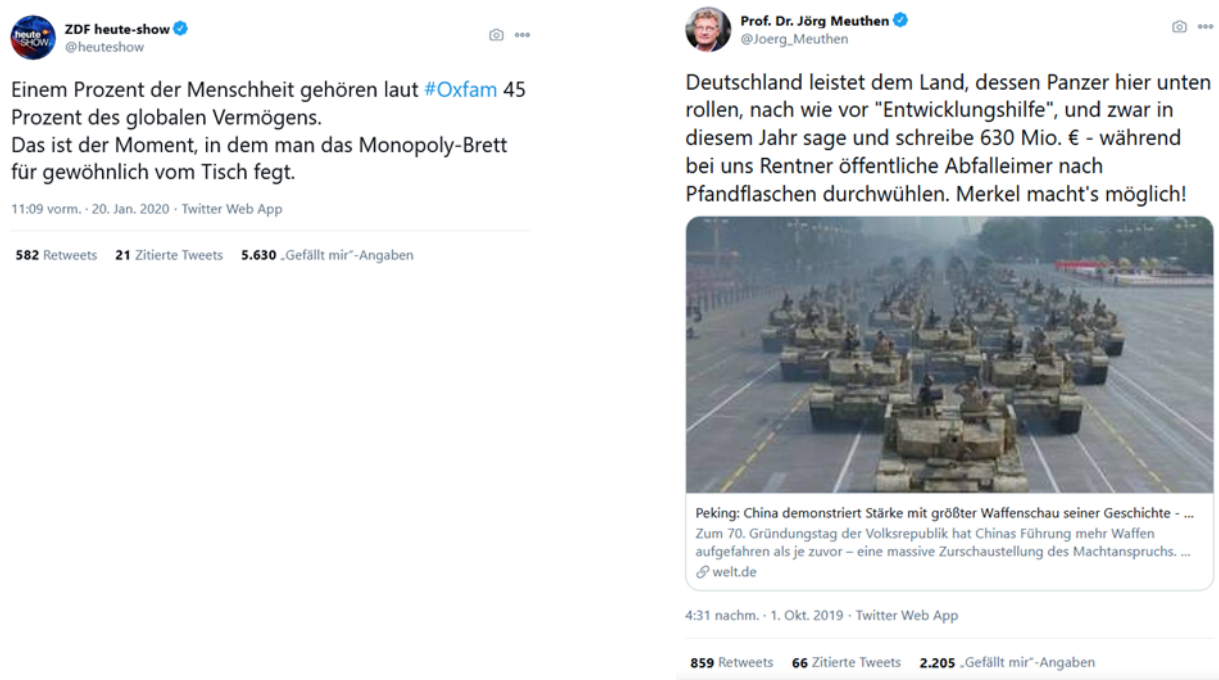 ZDF heute-show
@heuteshow
Einem Prozent der Menschheit gehören laut #Oxfam 45
Prozent des globalen Vermögens.
Das ist der Moment, in dem man das Monopoly-Brett
für gewöhnlich vom Tisch fegt.
11:09 vorm. · 20. Jan. 2020 · Twitter Web App
582 Retweets 21 Zitierte Tweets 5.630 „Gefällt mir“-Angaben
Prof. Dr. Jörg Meuthen
@Joerg_Meuthen
Deutschland leistet dem Land, dessen Panzer hier unten
rollen, nach wie vor "Entwicklungshilfe", und zwar in
diesem Jahr sage und schreibe 630 Mio. € - während
bei uns Rentner öffentliche Abfalleimer nach
Pfandflaschen durchwühlen. Merkel macht's möglich!
Peking: China demonstriert Stärke mit größter Waffenschau seiner Geschichte - ...
Zum 70. Gründungstag der Volksrepublik hat Chinas Führung mehr Waffen
aufgefahren als je zuvor – eine massive Zurschaustellung des Machtanspruchs. ...
welt.de
4:31 nachm. · 1. Okt. 2019 · Twitter Web App
859 Retweets 66 Zitierte Tweets 2.205 „Gefällt mir“-Angaben